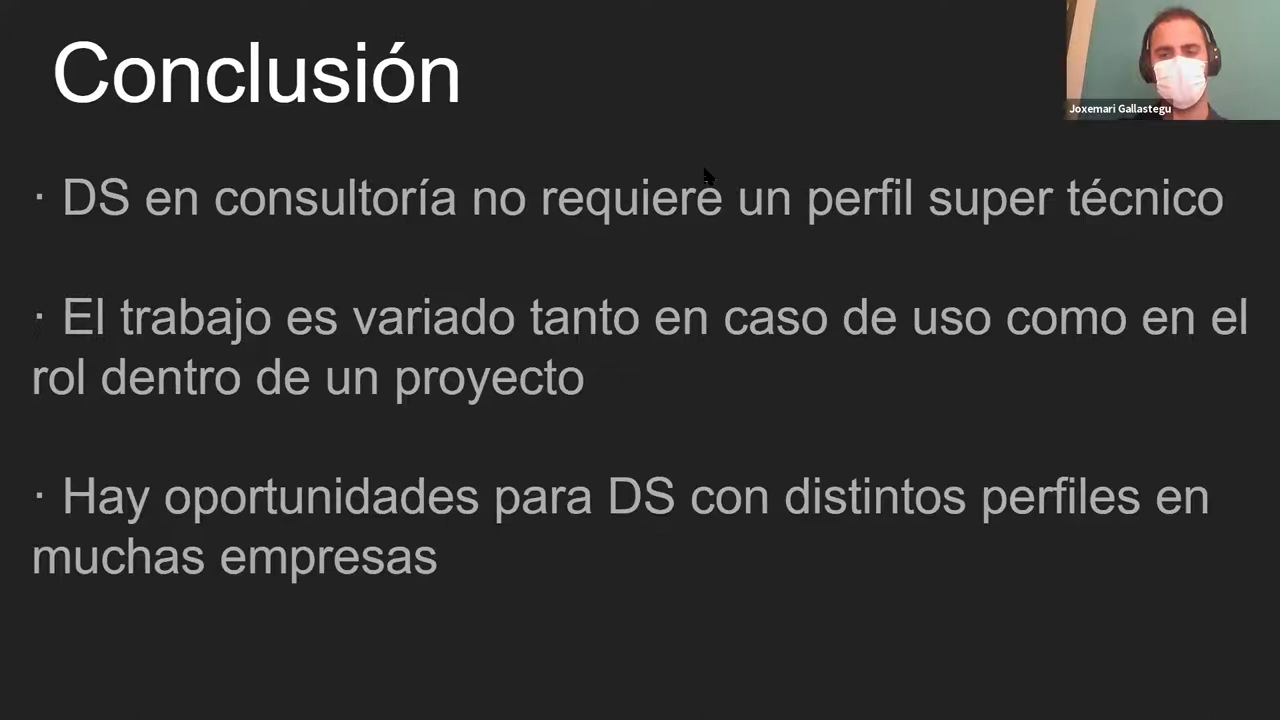 Conclusión
Joxemari Gallastegu
· DS en consultoría no requiere un perfil super técnico
· El trabajo es variado tanto en caso de uso como en el
rol dentro de un proyecto
· Hay oportunidades para DS con distintos perfiles en
muchas empresas